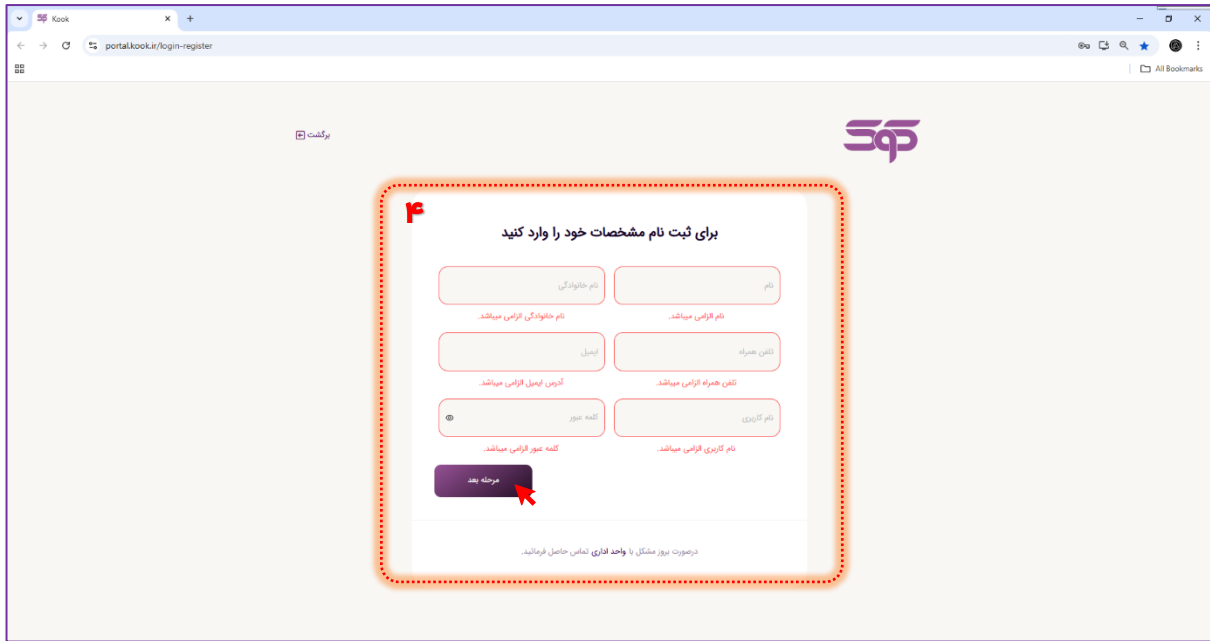 Kook
portal.kook.ir/login-register
All Bookmarks
کوک
برگشت
۴
برای ثبت نام مشخصات خود را وارد کنید
نام نام خانوادگی
نام الزامی میباشد. نام خانوادگی الزامی میباشد.
تلفن همراه ایمیل
تلفن همراه الزامی میباشد. آدرس ایمیل الزامی میباشد.
نام کاربری کلمه عبور
نام کاربری الزامی میباشد. کلمه عبور الزامی میباشد.
مرحله بعد
درصورت بروز مشکل با واحد اداری تماس حاصل فرمائید.